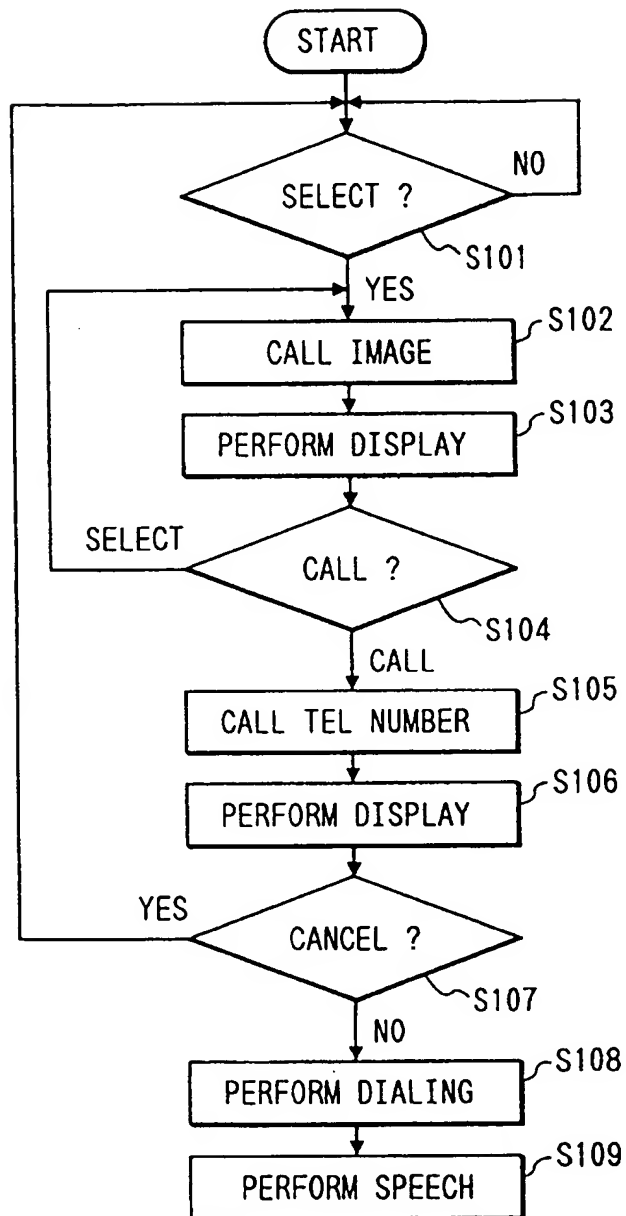 START
NO
SELECT ?
S101
YES
S102
CALL IMAGE
S103
PERFORM DISPLAY
SELECT
CALL ?
S104
CALL
S105
CALL TEL NUMBER
S106
PERFORM DISPLAY
YES
CANCEL ?
S107
NO
S108
PERFORM DIALING
S109
PERFORM SPEECH